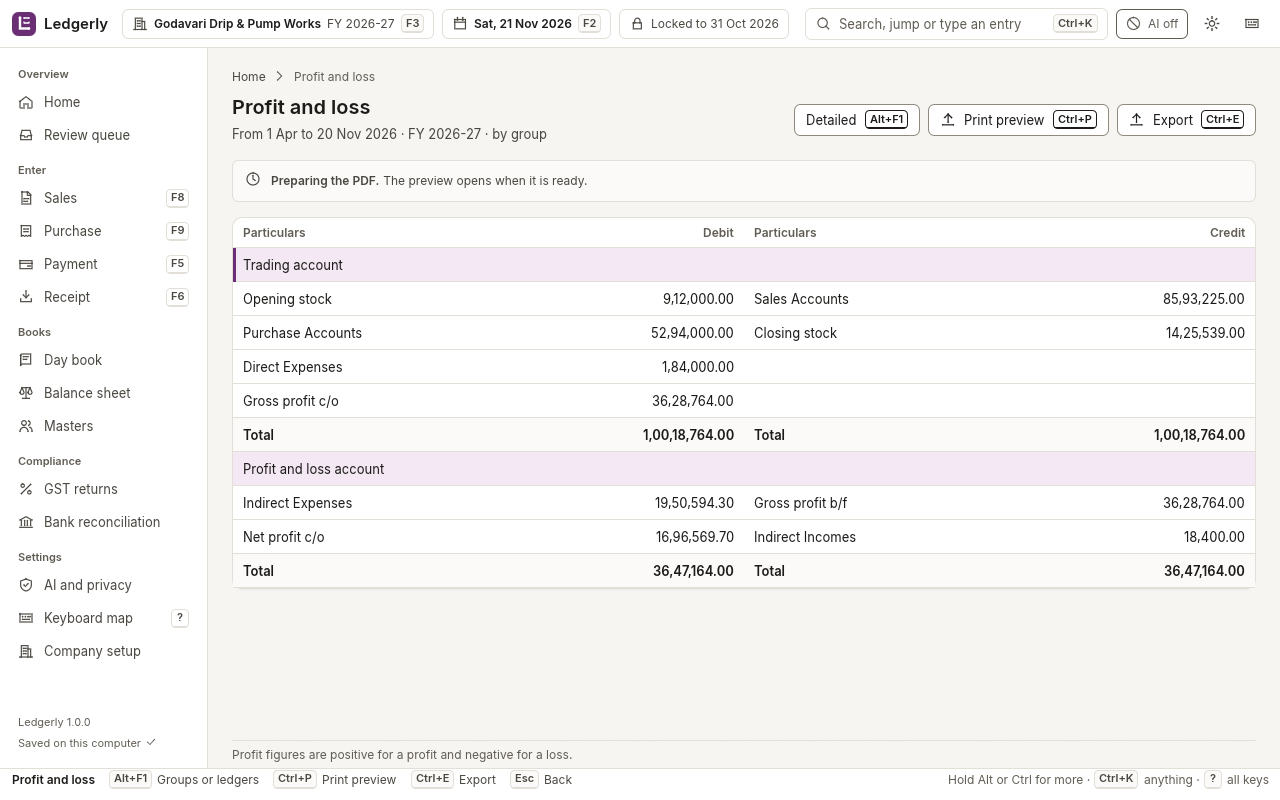 Ledgerly
Godavari Drip & Pump Works FY 2026-27 F3
Sat, 21 Nov 2026 F2
Locked to 31 Oct 2026
Search, jump or type an entry Ctrl+K
AI off
Overview
Home
Review queue
Enter
Sales F8
Purchase F9
Payment F5
Receipt F6
Books
Day book
Balance sheet
Masters
Compliance
GST returns
Bank reconciliation
Settings
AI and privacy
Keyboard map ?
Company setup
Ledgerly 1.0.0
Saved on this computer
Home Profit and loss
Profit and loss
From 1 Apr to 20 Nov 2026 · FY 2026-27 · by group
Detailed Alt+F1
Print preview Ctrl+P
Export Ctrl+E
Preparing the PDF. The preview opens when it is ready.
Particulars Debit Particulars Credit
Trading account
Opening stock 9,12,000.00 Sales Accounts 85,93,225.00
Purchase Accounts 52,94,000.00 Closing stock 14,25,539.00
Direct Expenses 1,84,000.00
Gross profit c/o 36,28,764.00
Total 1,00,18,764.00 Total 1,00,18,764.00
Profit and loss account
Indirect Expenses 19,50,594.30 Gross profit b/f 36,28,764.00
Net profit c/o 16,96,569.70 Indirect Incomes 18,400.00
Total 36,47,164.00 Total 36,47,164.00
Profit figures are positive for a profit and negative for a loss.
Profit and loss Alt+F1 Groups or ledgers Ctrl+P Print preview Ctrl+E Export Esc Back
Hold Alt or Ctrl for more · Ctrl+K anything · ? all keys